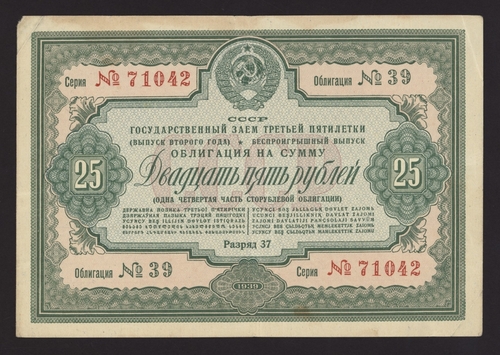 Серия № 71042 Облигация № 39
СССР
ГОСУДАРСТВЕННЫЙ ЗАЕМ ТРЕТЬЕЙ ПЯТИЛЕТКИ
(ВЫПУСК ВТОРОГО ГОДА) ★ БЕСПРОИГРЫШНЫЙ ВЫПУСК
ОБЛИГАЦИЯ НА СУММУ
25 Двадцать пять рублей 25
(ОДНА ЧЕТВЕРТАЯ ЧАСТЬ СТОРУБЛЕВОЙ ОБЛИГАЦИИ)
Разряд 37
Облигация № 39 Серия № 71042
1939